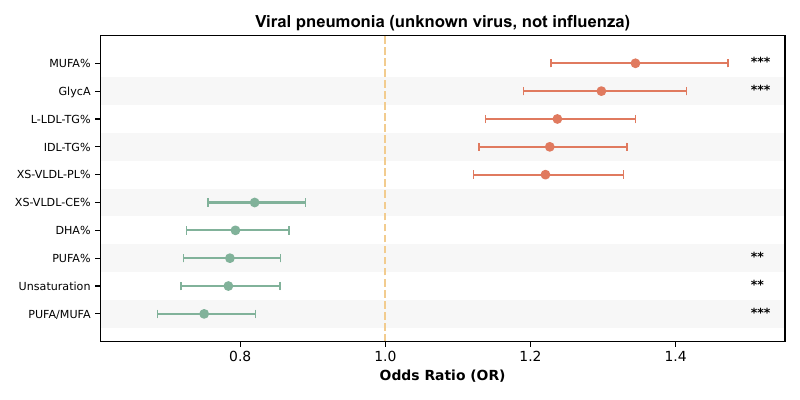 Viral pneumonia (unknown virus, not influenza)
MUFA% ***
GlycA ***
L-LDL-TG%
IDL-TG%
XS-VLDL-PL%
XS-VLDL-CE%
DHA%
PUFA% **
Unsaturation **
PUFA/MUFA ***
0.8 1.0 1.2 1.4
Odds Ratio (OR)